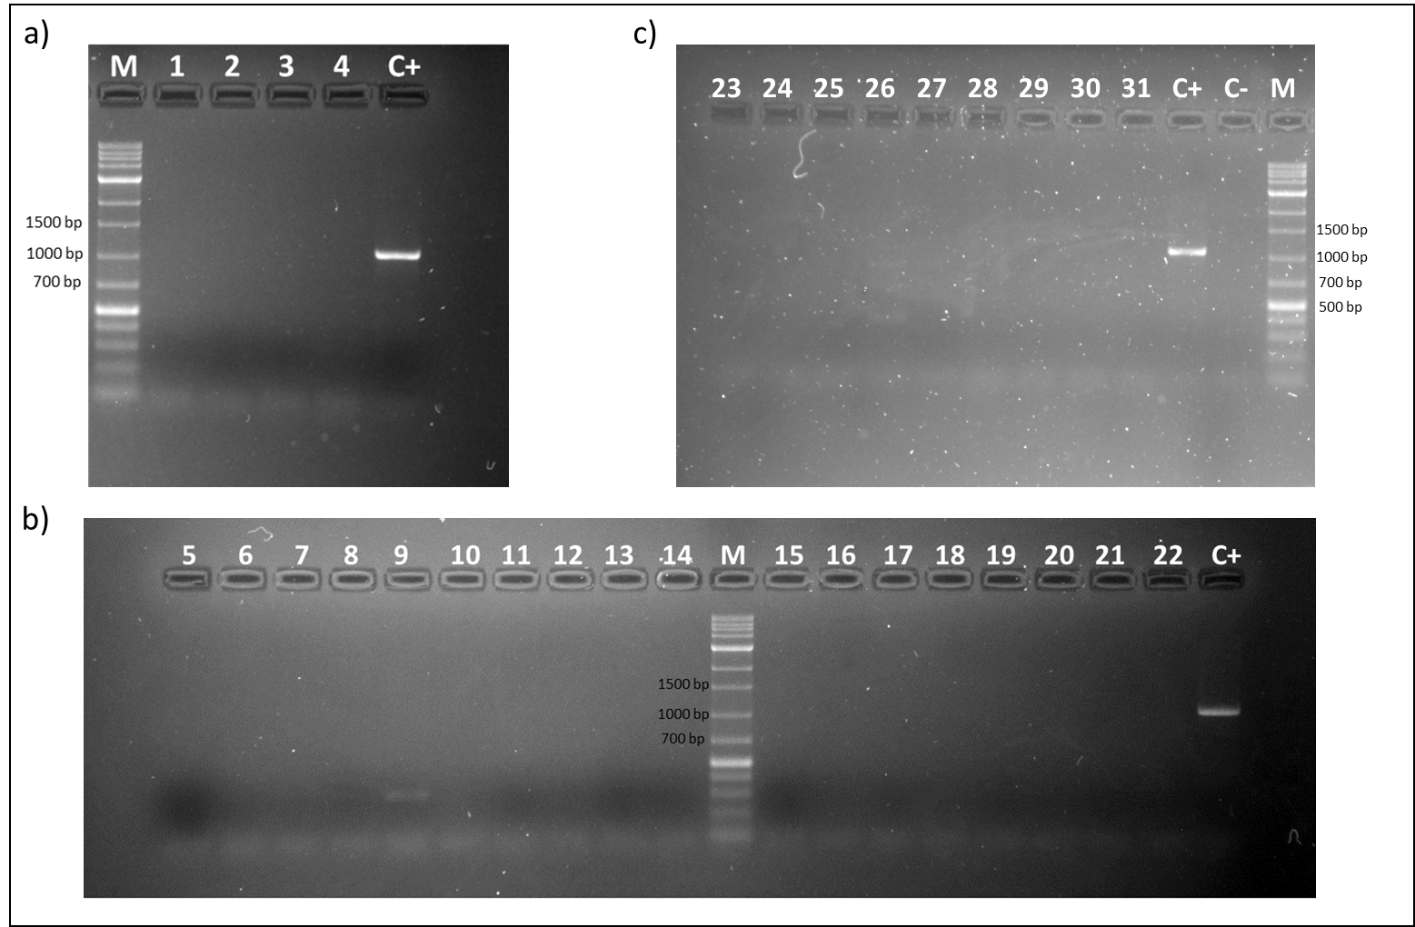 a)
M 1 2 3 4 C+
1500 bp
1000 bp
700 bp
c)
23 24 25 26 27 28 29 30 31 C+ C- M
1500 bp
1000 bp
700 bp
500 bp
b)
5 6 7 8 9 10 11 12 13 14 M 15 16 17 18 19 20 21 22 C+
1500 bp
1000 bp
700 bp